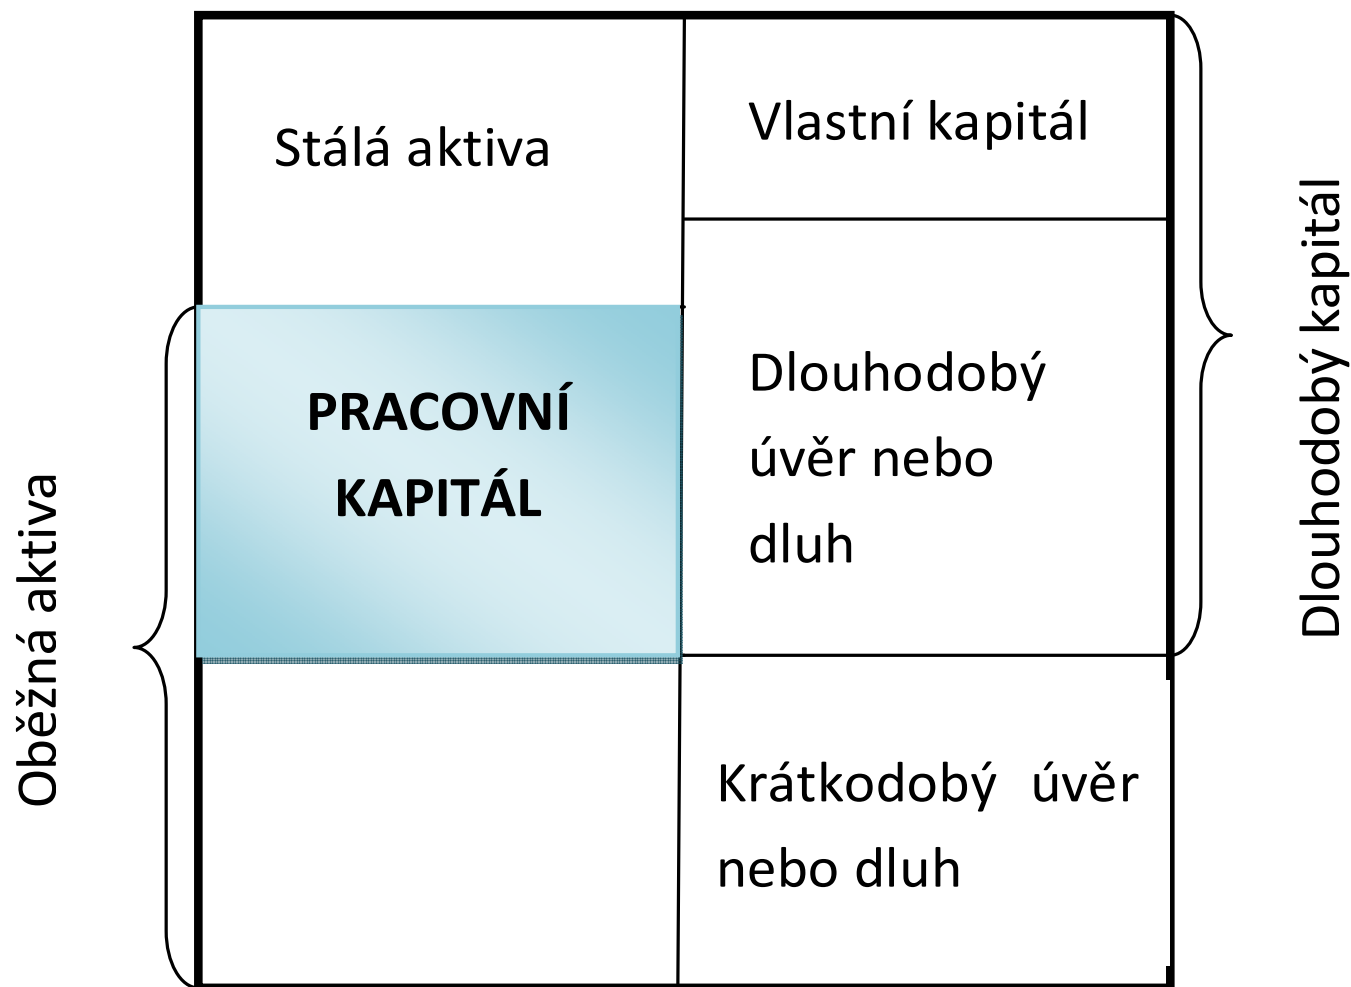 Stálá aktiva
Vlastní kapitál
PRACOVNÍ
KAPITÁL
Dlouhodobý
úvěr nebo
dluh
Krátkodobý úvěr
nebo dluh
Oběžná aktiva
Dlouhodobý kapitál